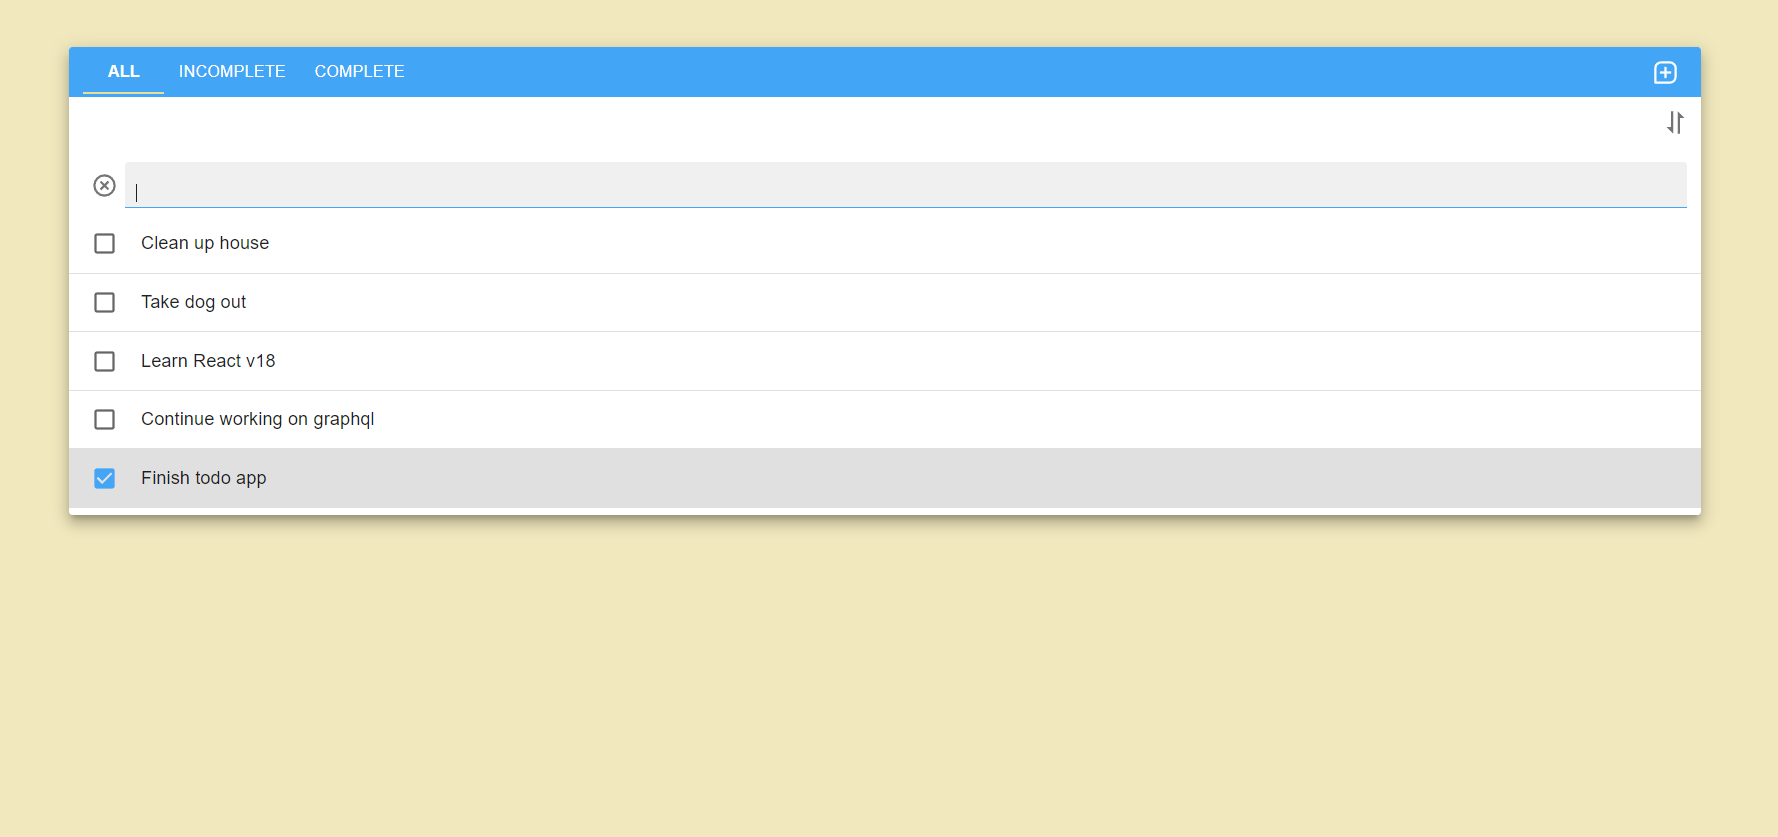 ALL INCOMPLETE COMPLETE
Clean up house
Take dog out
Learn React v18
Continue working on graphql
Finish todo app